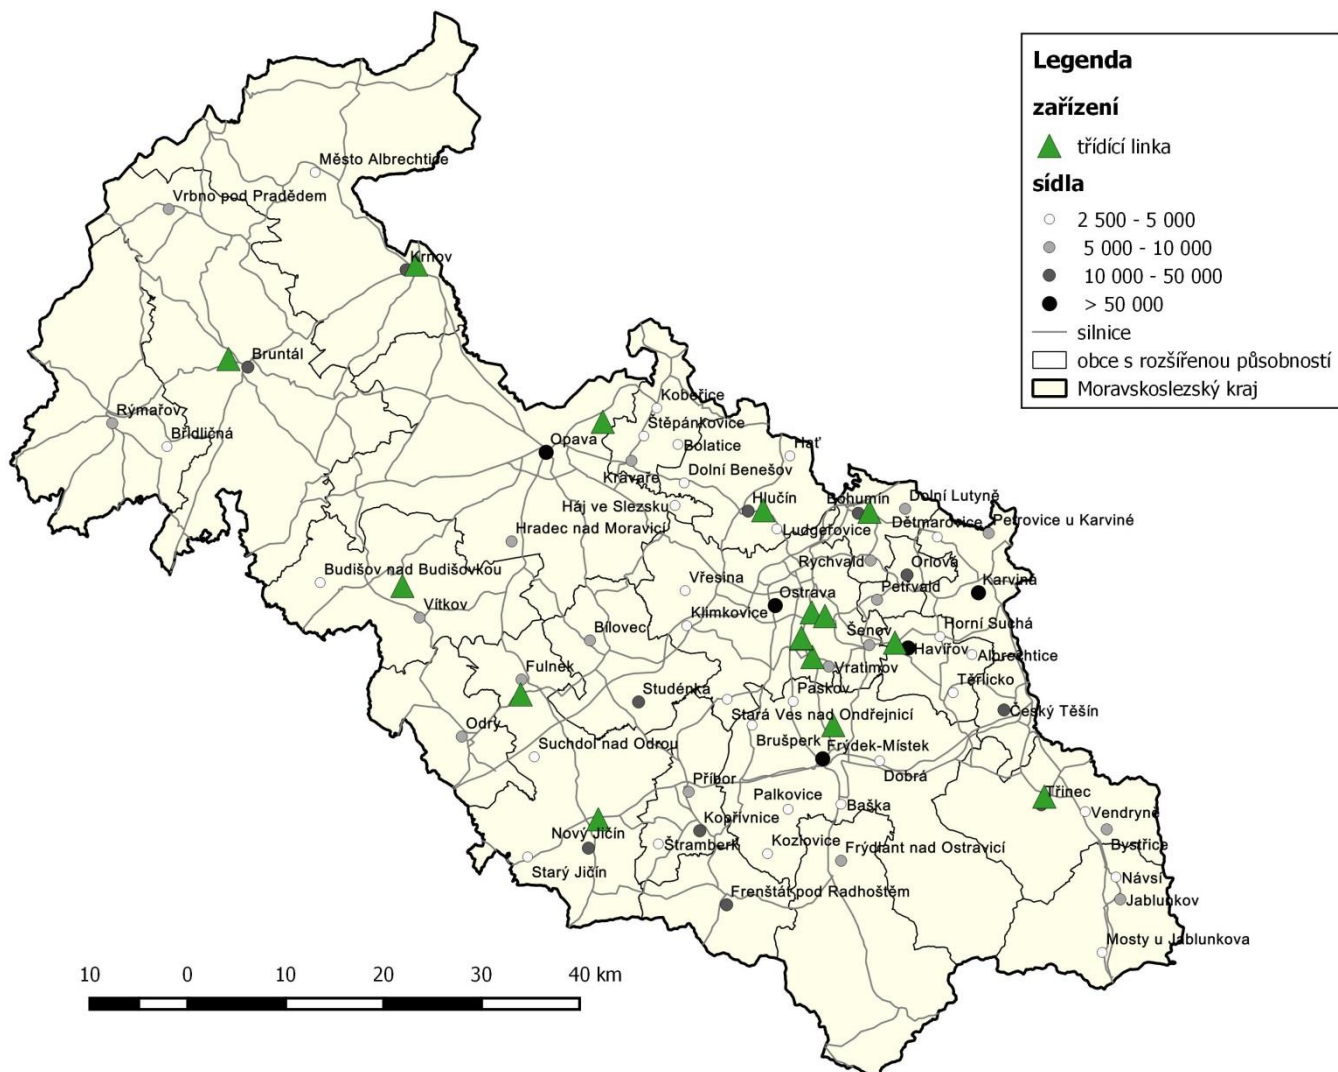 Legenda
zařízení
třídící linka
sídla
2 500 - 5 000
5 000 - 10 000
10 000 - 50 000
> 50 000
silnice
obce s rozšířenou působností
Moravskoslezský kraj
Město Albrechtice
Vrbno pod Pradědem
Krnov
Bruntál
Rýmařov
Břidličná
Kobeřice
Štěpánkovice
Opava
Bolatice
Hať
Kravaře
Dolní Benešov
Háj ve Slezsku
Hlučín
Bohumín
Dolní Lutyně
Hradec nad Moravicí
Ludgeřovice
Dětmarovice
Petrovice u Karviné
Rychvald
Orlová
Budišov nad Budišovkou
Vřesina
Ostrava
Petřvald
Karviná
Vítkov
Klimkovice
Bílovec
Šenov
Horní Suchá
Havířov
Albrechtice
Fulnek
Vratimov
Těrlicko
Studénka
Paskov
Český Těšín
Odry
Stará Ves nad Ondřejnicí
Suchdol nad Odrou
Brušperk
Frýdek-Místek
Dobrá
Příbor
Palkovice
Baška
Třinec
Vendryně
Nový Jičín
Kopřivnice
Štramberk
Kozlovice
Frýdlant nad Ostravicí
Bystřice
Starý Jičín
Návsí
Frenštát pod Radhoštěm
Jablunkov
Mosty u Jablunkova
10 0 10 20 30 40 km